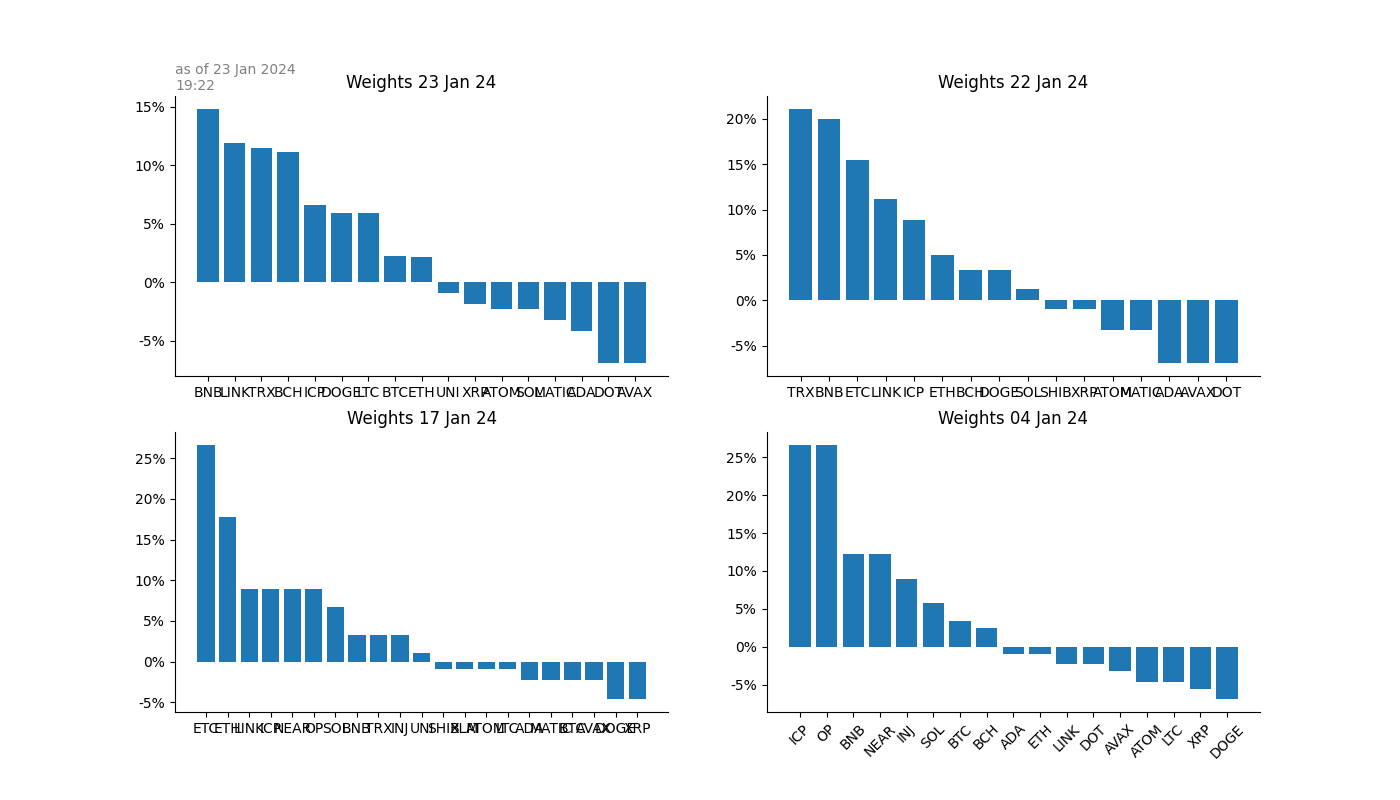 as of 23 Jan 2024
19:22
Weights 23 Jan 24
15%
10%
5%
0%
-5%
BNB LINK TRX BCH ICP DOGE LTC BTC ETH UNI XRP ATOM SOL MATIC ADA DOT AVAX
Weights 22 Jan 24
20%
15%
10%
5%
0%
-5%
TRX BNB ETC LINK ICP ETH BCH DOGE SOL SHIB XRP ATOM MATIC ADA AVAX DOT
Weights 17 Jan 24
25%
20%
15%
10%
5%
0%
-5%
ETC ETH LINK ICP NEAR OP SOL BNB TRX INJ UNI SHIB XLM ATOM LTC ADA MATIC BTC AVAX DOGE XRP
Weights 04 Jan 24
25%
20%
15%
10%
5%
0%
-5%
ICP OP BNB NEAR INJ SOL BTC BCH ADA ETH LINK DOT AVAX ATOM LTC XRP DOGE